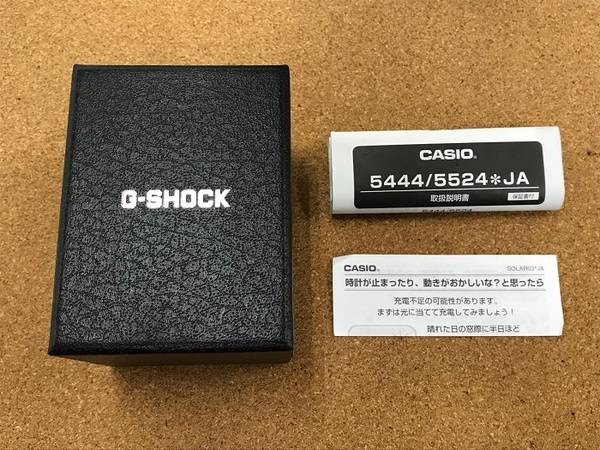 G-SHOCK
CASIO®
5444/5524*JA
取扱説明書
保証書付
5444/5524
CASIO®
SOLAR03*JA
時計が止まったり、動きがおかしいな?と思ったら
充電不足の可能性があります。
まずは光に当てて充電してみましょう!
晴れた日の窓際に半日ほど